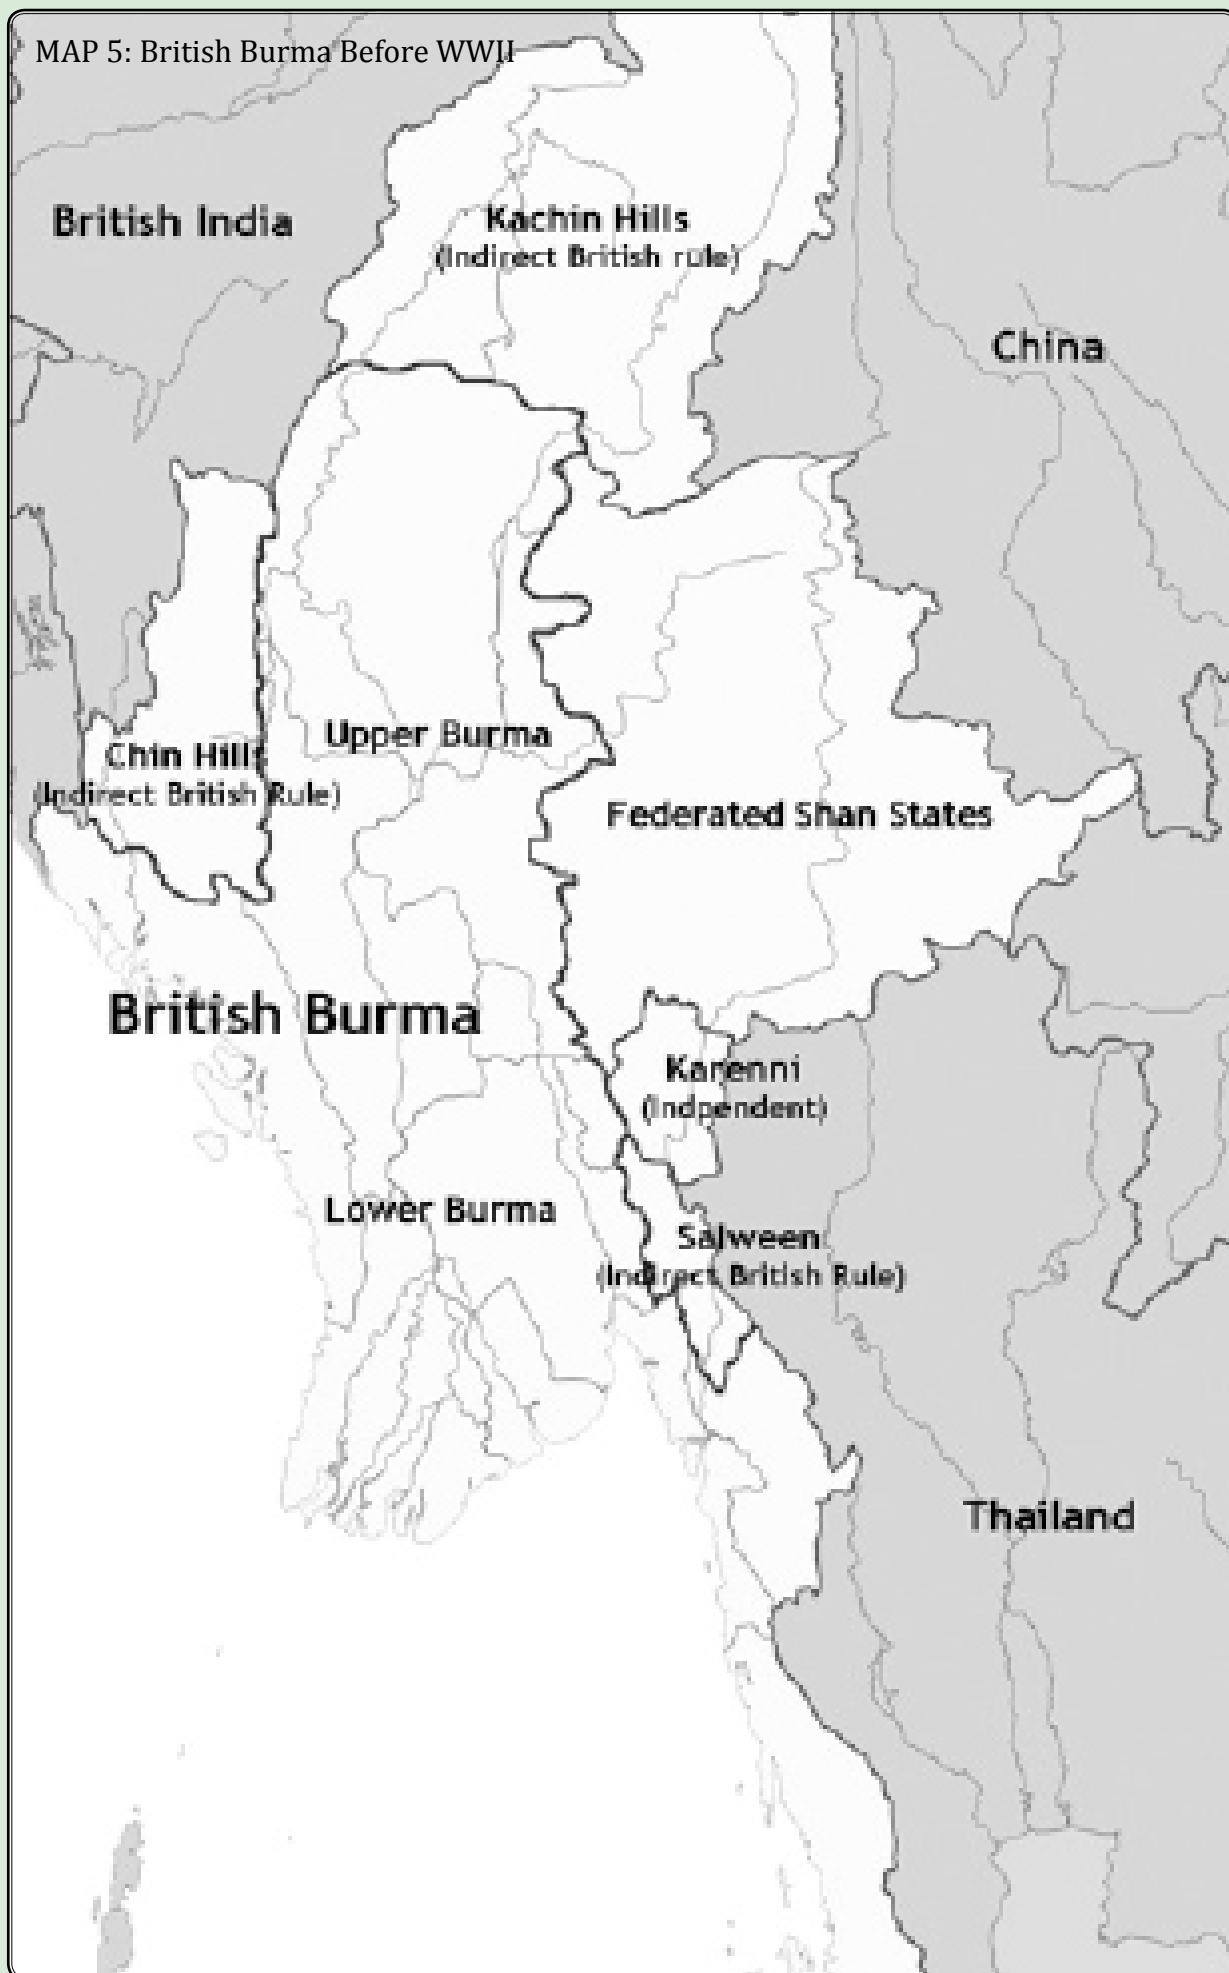 MAP 5: British Burma Before WWII
British India
Kachin Hills
(Indirect British rule)
China
Upper Burma
Chin Hills
(Indirect British Rule)
Federated Shan States
British Burma
Karenni
(Indpendent)
Lower Burma
Salween
(Indirect British Rule)
Thailand